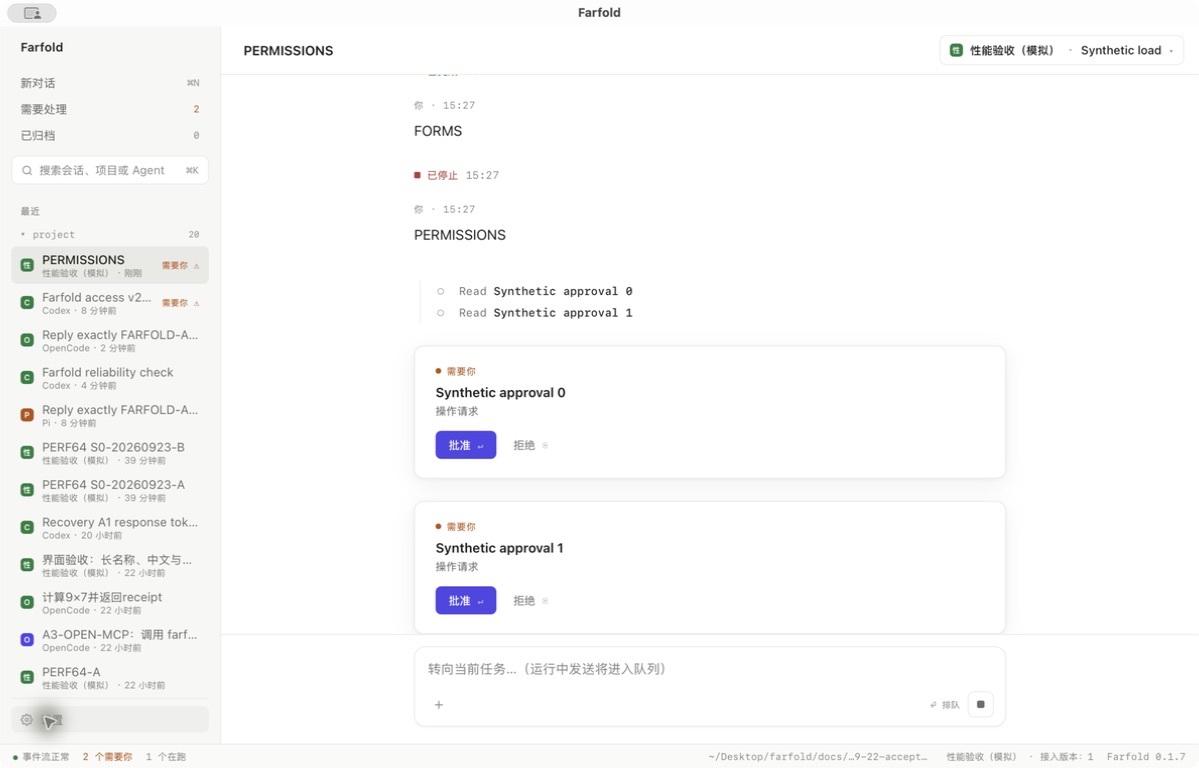 Farfold
Farfold
新对话 ⌘N
需要处理 2
已归档 0
搜索会话、项目或 Agent ⌘K
最近
project 20
性 PERMISSIONS 需要你
性能验收（模拟） · 刚刚
C Farfold access v2... 需要你
Codex · 8 分钟前
O Reply exactly FARFOLD-A...
OpenCode · 2 分钟前
C Farfold reliability check
Codex · 4 分钟前
P Reply exactly FARFOLD-A...
Pi · 8 分钟前
性 PERF64 S0-20260923-B
性能验收（模拟） · 39 分钟前
性 PERF64 S0-20260923-A
性能验收（模拟） · 39 分钟前
C Recovery A1 response tok...
Codex · 20 小时前
性 界面验收：长名称、中文与...
性能验收（模拟） · 22 小时前
O 计算9×7并返回receipt
OpenCode · 22 小时前
O A3-OPEN-MCP：调用 farf...
OpenCode · 22 小时前
性 PERF64-A
性能验收（模拟） · 22 小时前
PERMISSIONS
性 性能验收（模拟） · Synthetic load
你 · 15:27
FORMS
已停止 15:27
你 · 15:27
PERMISSIONS
Read Synthetic approval 0
Read Synthetic approval 1
需要你
Synthetic approval 0
操作请求
批准 拒绝
需要你
Synthetic approval 1
操作请求
批准 拒绝
转向当前任务...（运行中发送将进入队列）
+ 排队
事件流正常 2 个需要你 1 个在跑
~/Desktop/farfold/docs/…9-22-accept… 性能验收（模拟） · 接入版本: 1 Farfold 0.1.7